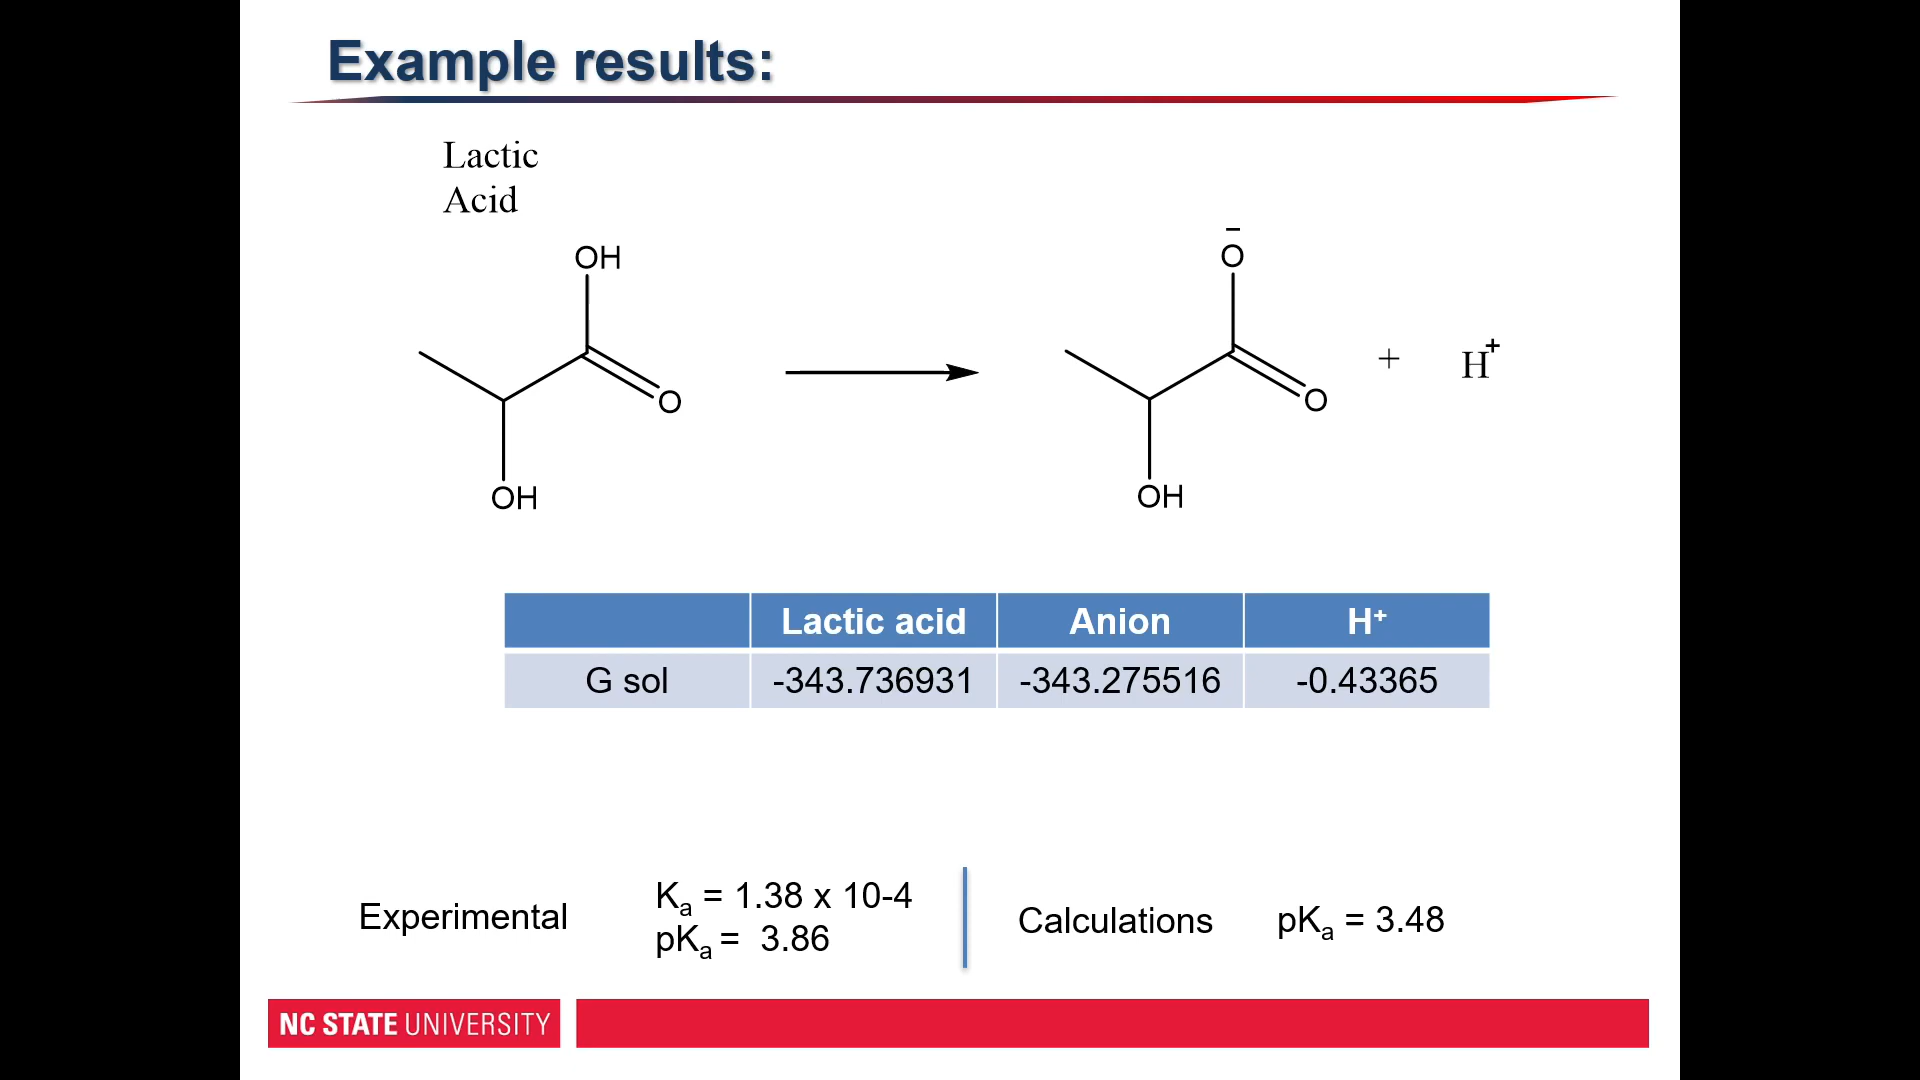 Example results:
Lactic
Acid
OH
O
OH
−
O
O
OH
+ H⁺
Lactic acid Anion H⁺
G sol -343.736931 -343.275516 -0.43365
Experimental
Kₐ = 1.38 x 10-4
pKₐ = 3.86
Calculations pKₐ = 3.48
NC STATE UNIVERSITY